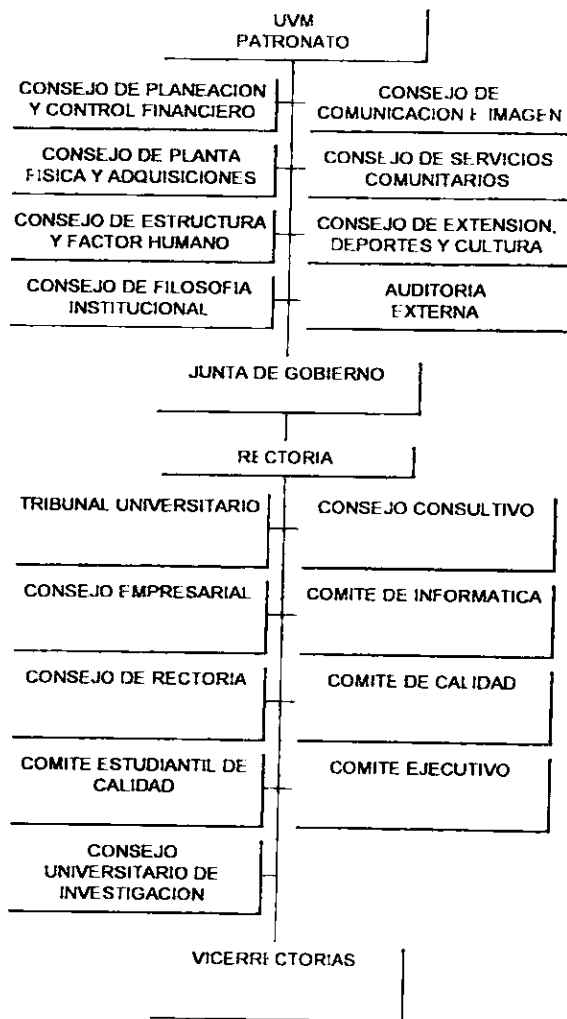 UVM
PATRONATO
CONSEJO DE PLANEACION
Y CONTROL FINANCIERO
CONSEJO DE
COMUNICACION E IMAGEN
CONSEJO DE PLANTA
FISICA Y ADQUISICIONES
CONSEJO DE SERVICIOS
COMUNITARIOS
CONSEJO DE ESTRUCTURA
Y FACTOR HUMANO
CONSEJO DE EXTENSION,
DEPORTES Y CULTURA
CONSEJO DE FILOSOFIA
INSTITUCIONAL
AUDITORIA
EXTERNA
JUNTA DE GOBIERNO
RECTORIA
TRIBUNAL UNIVERSITARIO
CONSEJO CONSULTIVO
CONSEJO EMPRESARIAL
COMITE DE INFORMATICA
CONSEJO DE RECTORIA
COMITE DE CALIDAD
COMITE ESTUDIANTIL DE
CALIDAD
COMITE EJECUTIVO
CONSEJO
UNIVERSITARIO DE
INVESTIGACION
VICERRECTORIAS